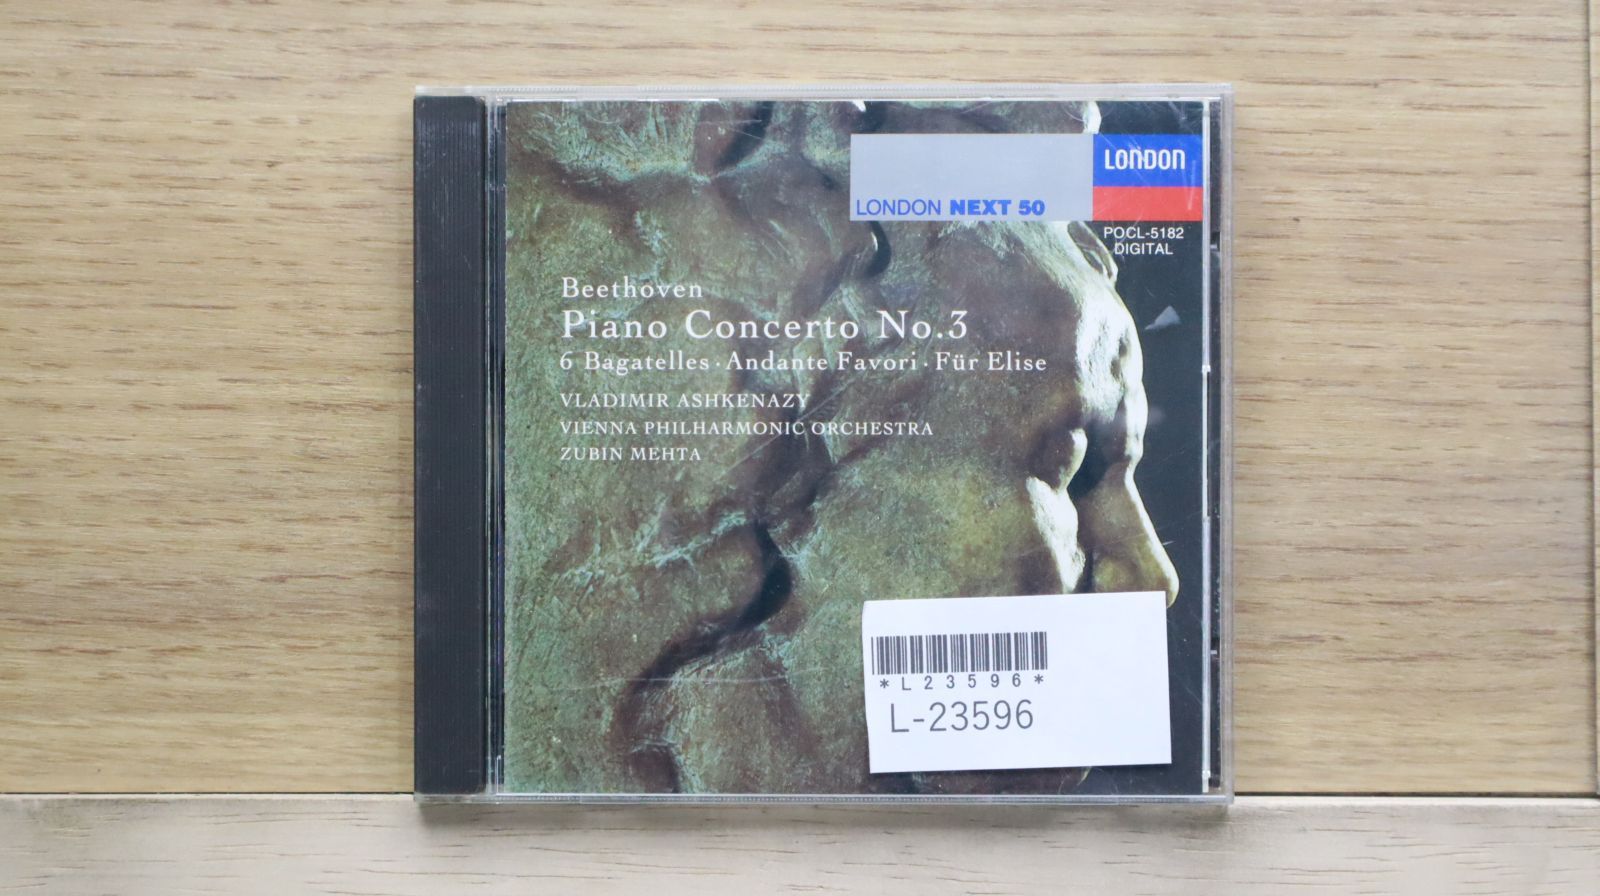 LONDON
LONDON NEXT 50
POCL-5182
DIGITAL
Beethoven
Piano Concerto No.3
6 Bagatelles · Andante Favori · Für Elise
VLADIMIR ASHKENAZY
VIENNA PHILHARMONIC ORCHESTRA
ZUBIN MEHTA
*L23596*
L-23596